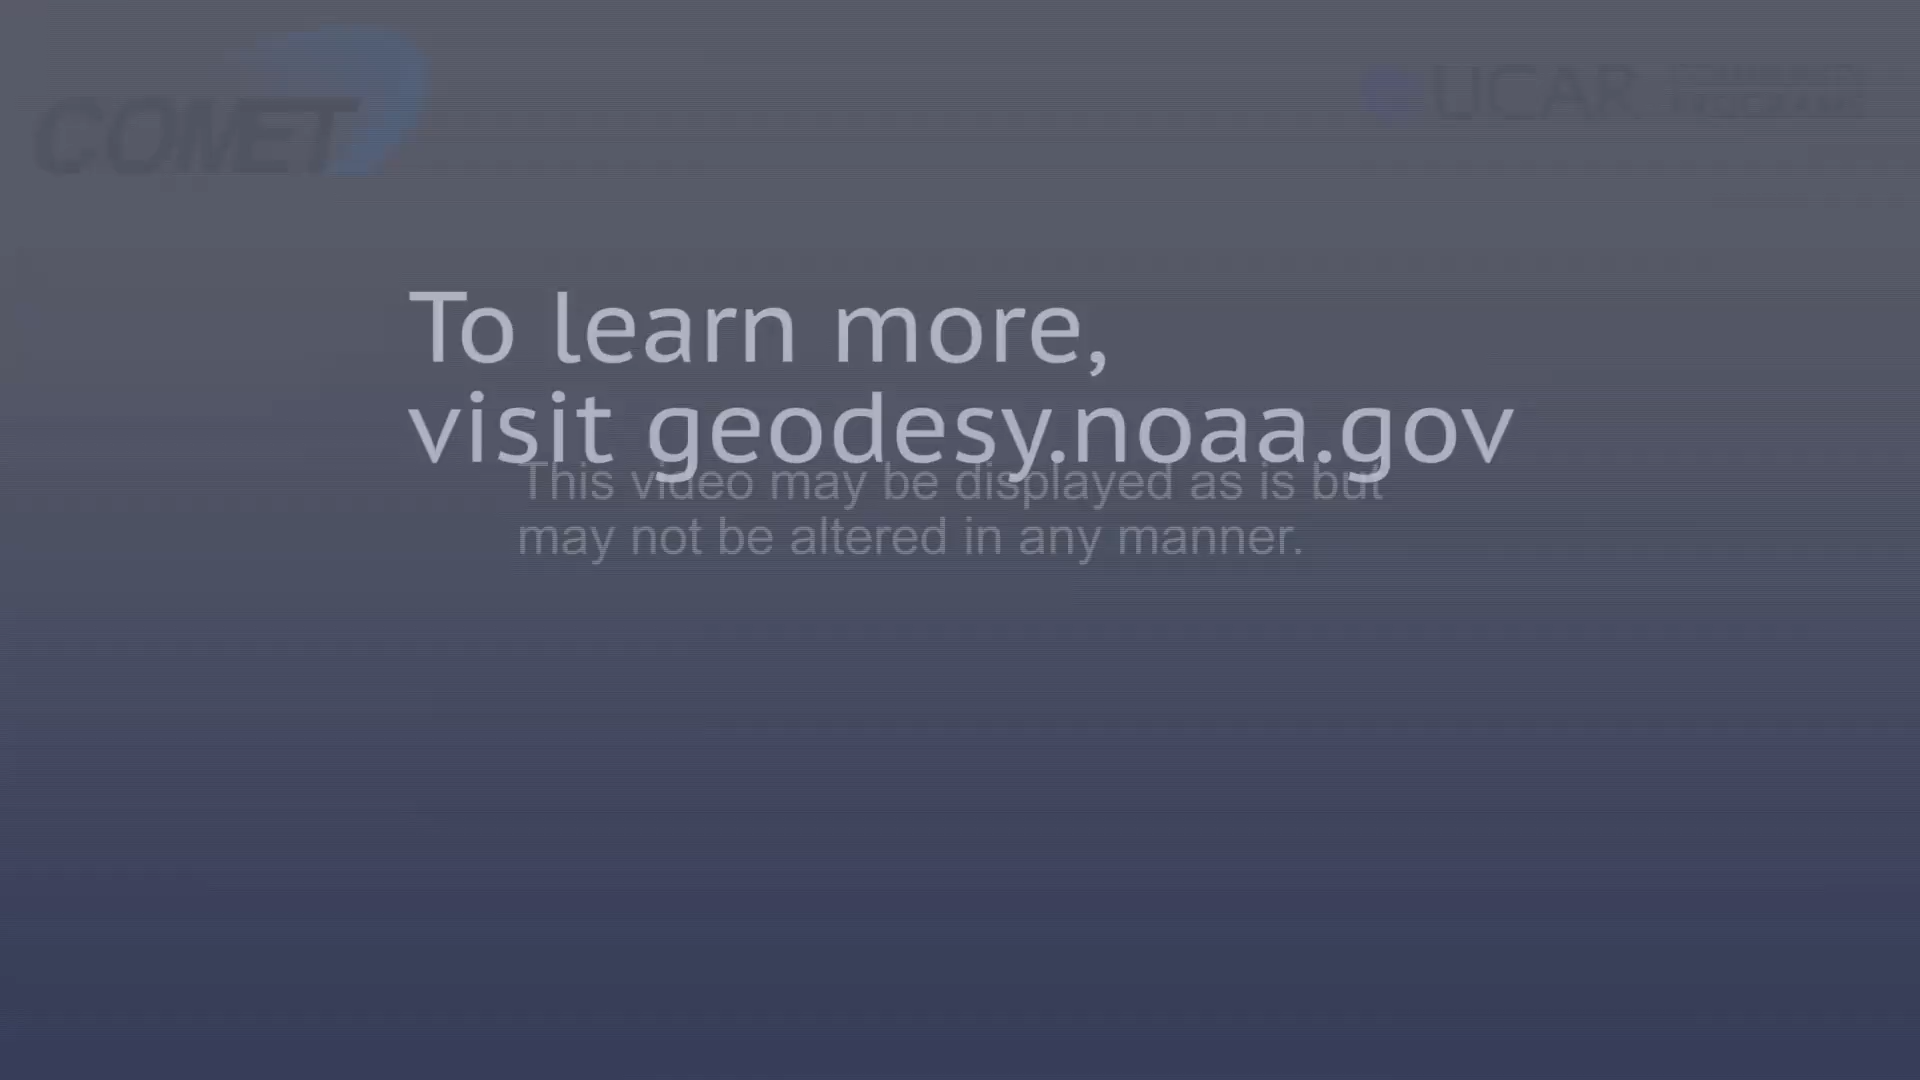 COMET
UCAR
To learn more,
visit geodesy.noaa.gov
This video may be displayed as is but
may not be altered in any manner.